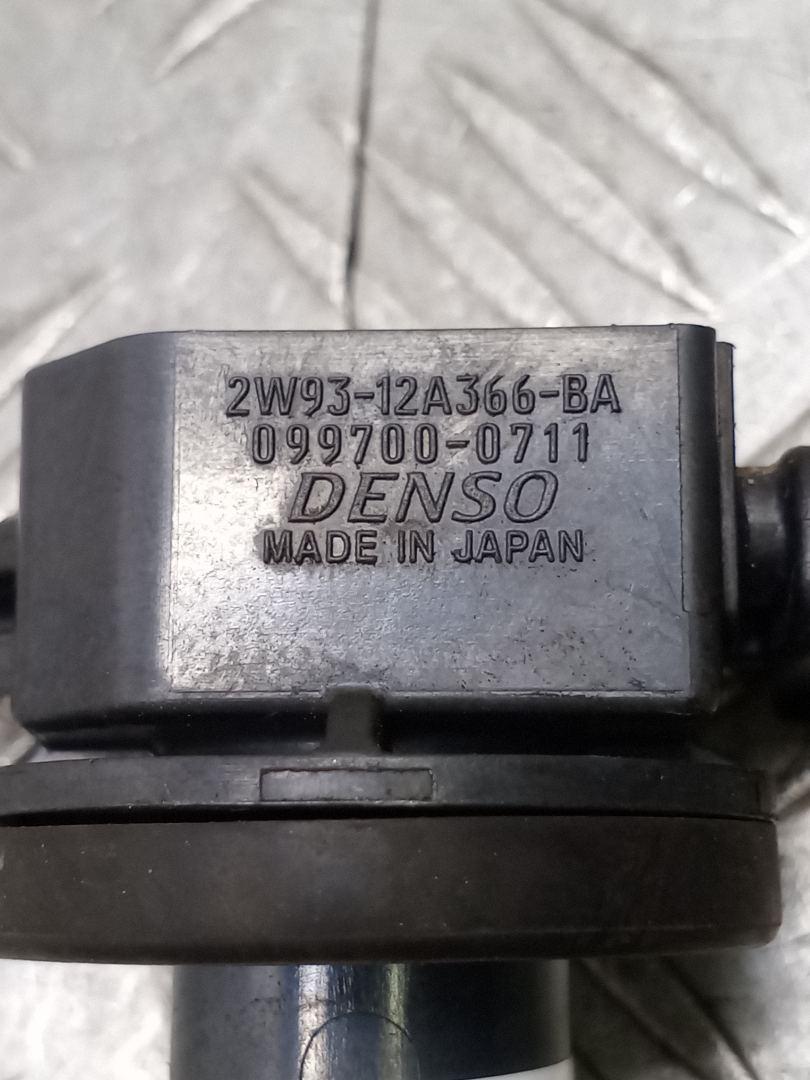 2W93-12A366-BA
099700-0711
DENSO
MADE IN JAPAN